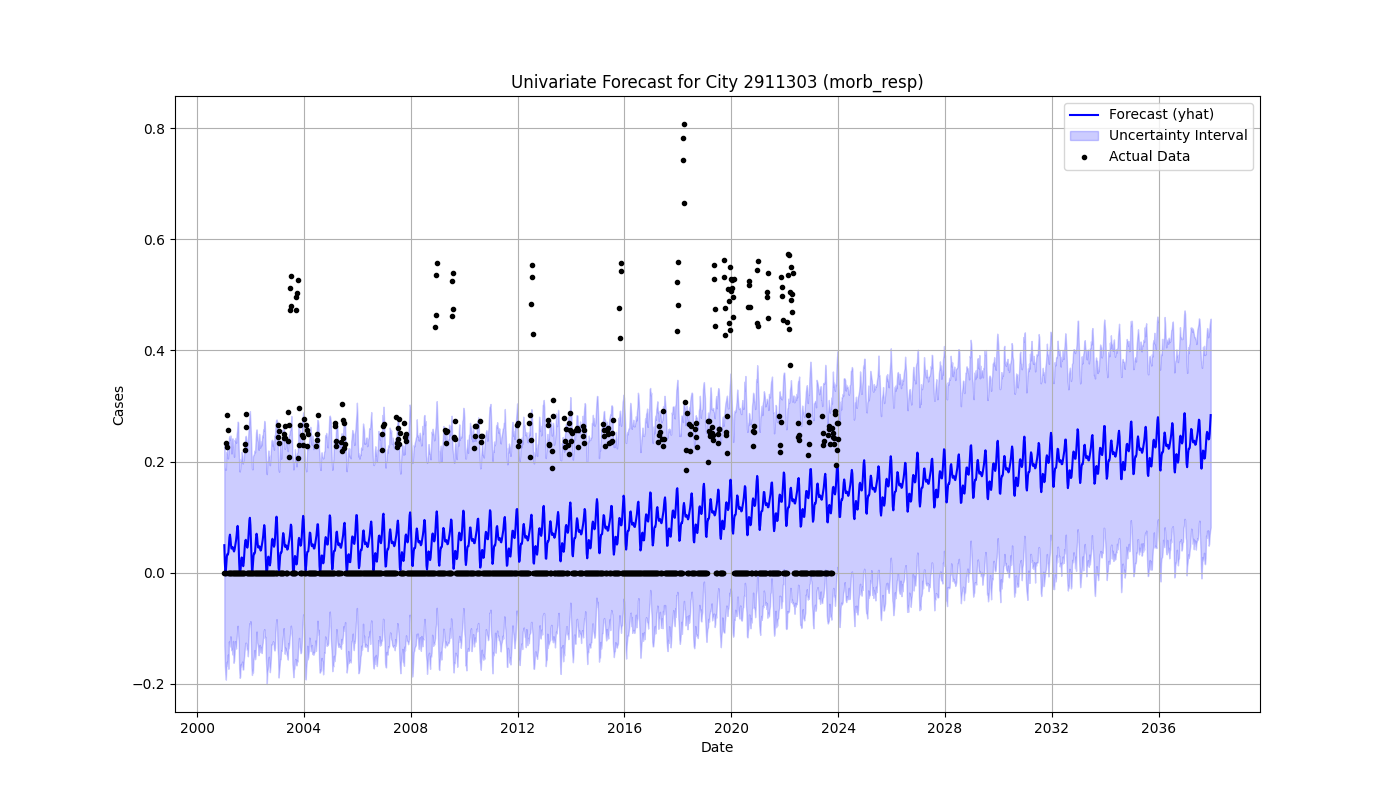 Univariate Forecast for City 2911303 (morb_resp)
Forecast (yhat)
Uncertainty Interval
Actual Data
Cases
0.8
0.6
0.4
0.2
0.0
−0.2
2000 2004 2008 2012 2016 2020 2024 2028 2032 2036
Date